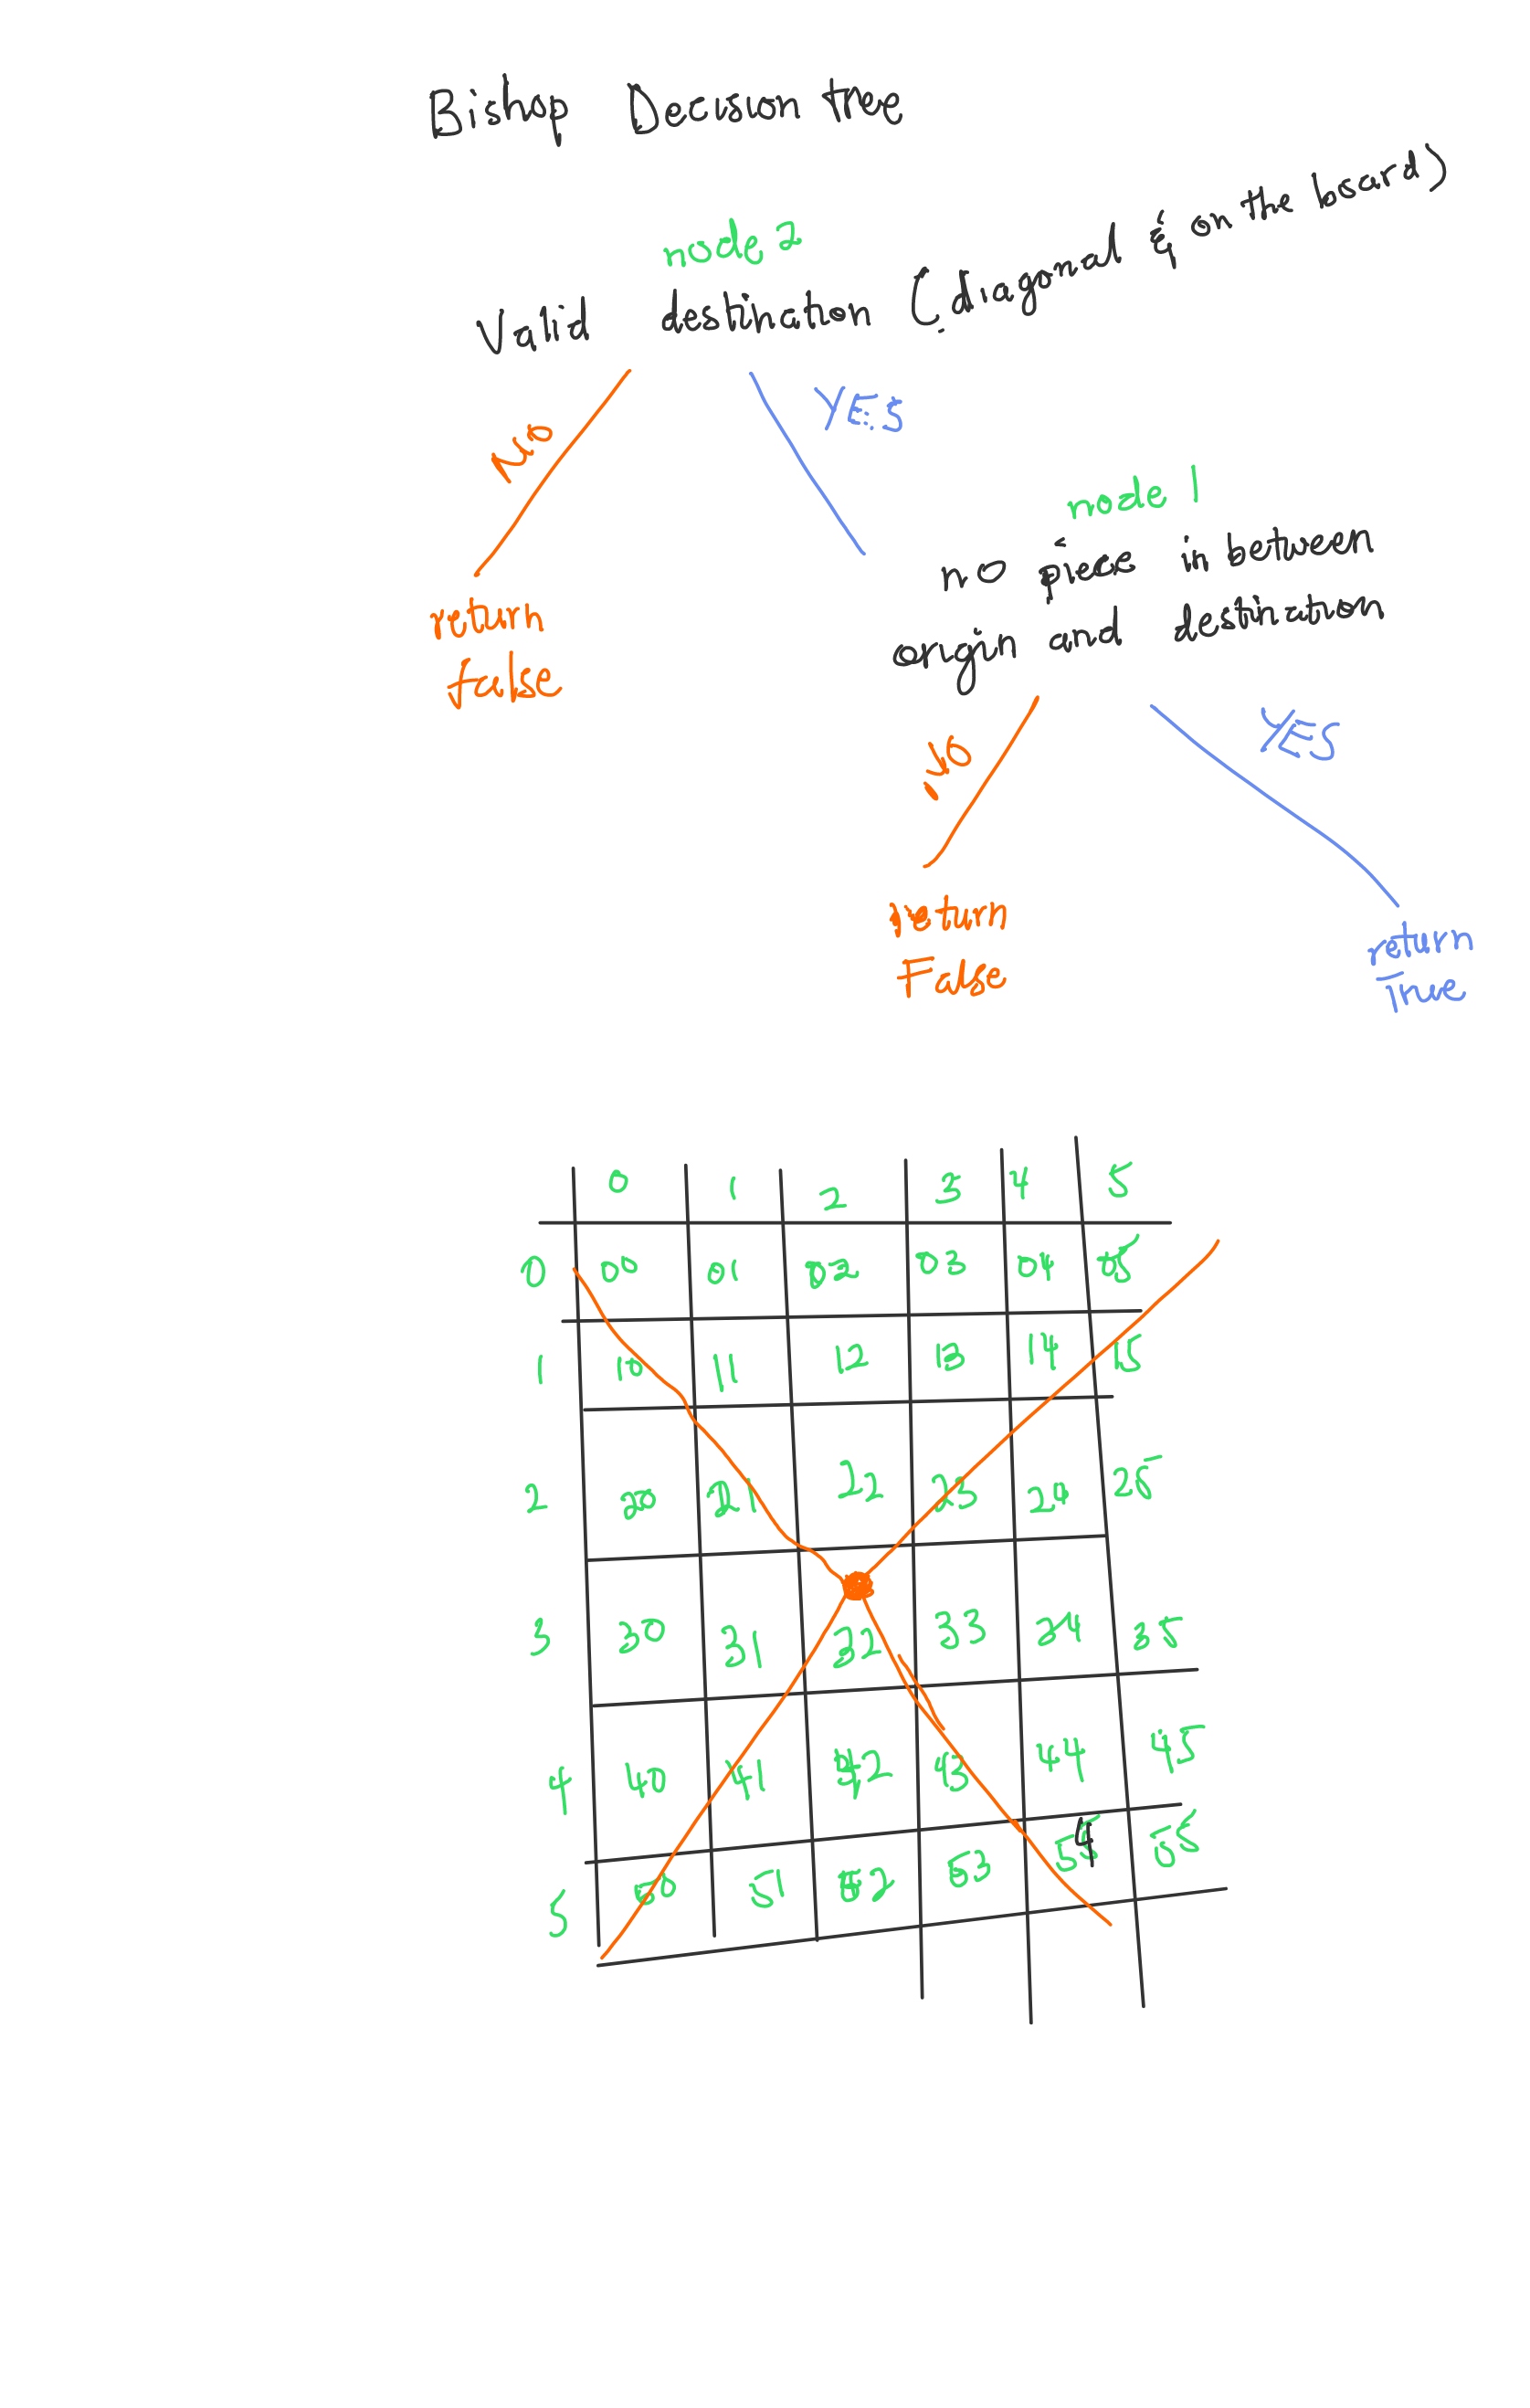 Bishop Decision tree
node 2
Valid destination (diagonal & on the board)
NO
YES
return
false
node 1
no piece in between
origin and destination
NO
YES
return
False
return
True
0 1 2 3 4 5
0 00 01 02 03 04 05
1 10 11 12 13 14 15
2 20 21 22 23 24 25
3 30 31 32 33 34 35
4 40 41 42 43 44 45
5 50 51 52 53 54 55